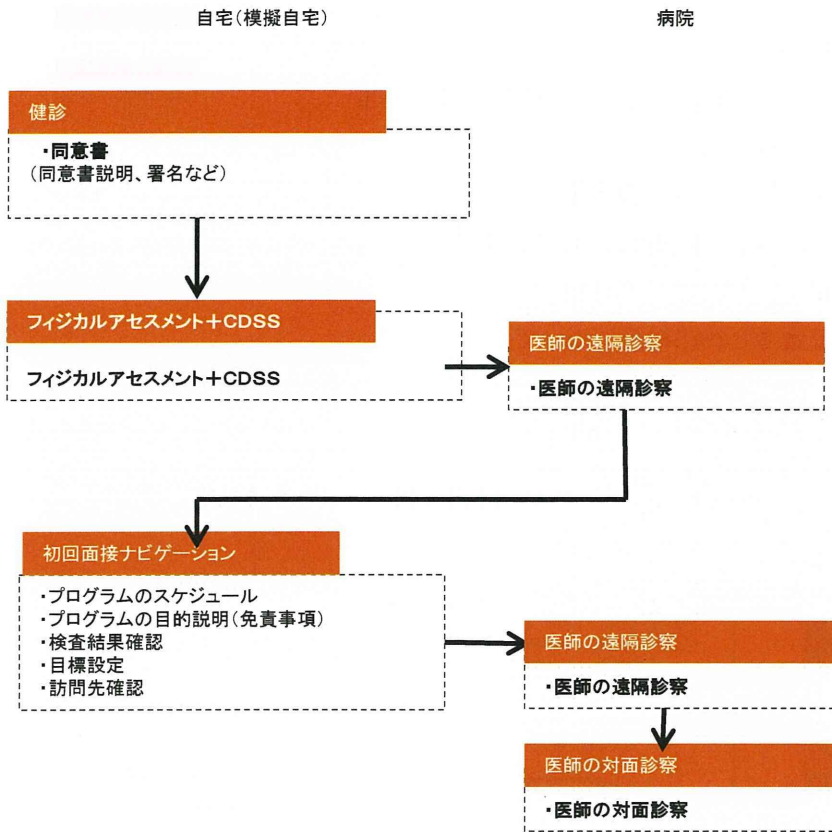 自宅(模擬自宅)
病院
健診
・同意書
(同意書説明、署名など)
フィジカルアセスメント+CDSS
フィジカルアセスメント+CDSS
医師の遠隔診察
・医師の遠隔診察
初回面接ナビゲーション
・プログラムのスケジュール
・プログラムの目的説明(免責事項)
・検査結果確認
・目標設定
・訪問先確認
医師の遠隔診察
・医師の遠隔診察
医師の対面診察
・医師の対面診察